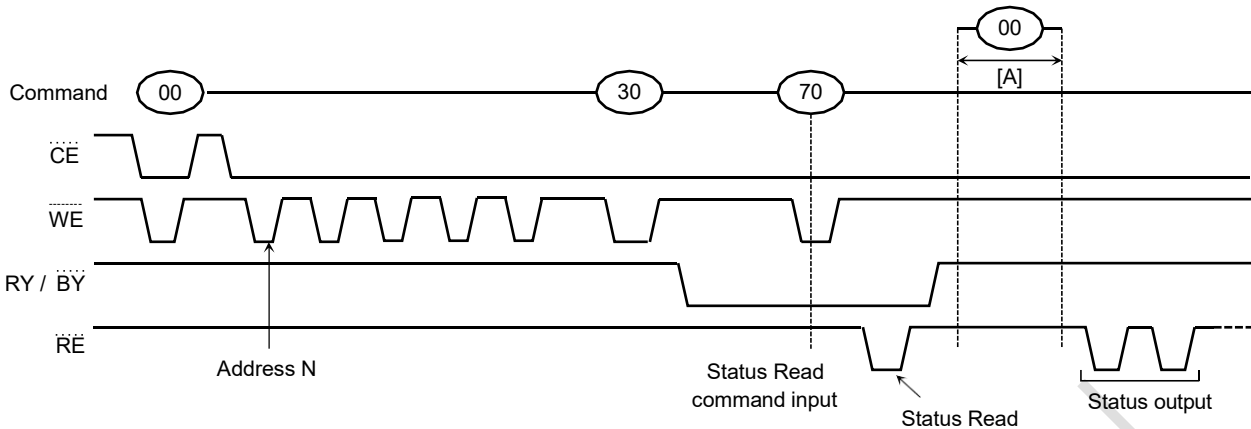 00
[A]
Command 00 30 70
CE
WE
RY / BY
RE
Address N
Status Read
command input
Status Read
Status output